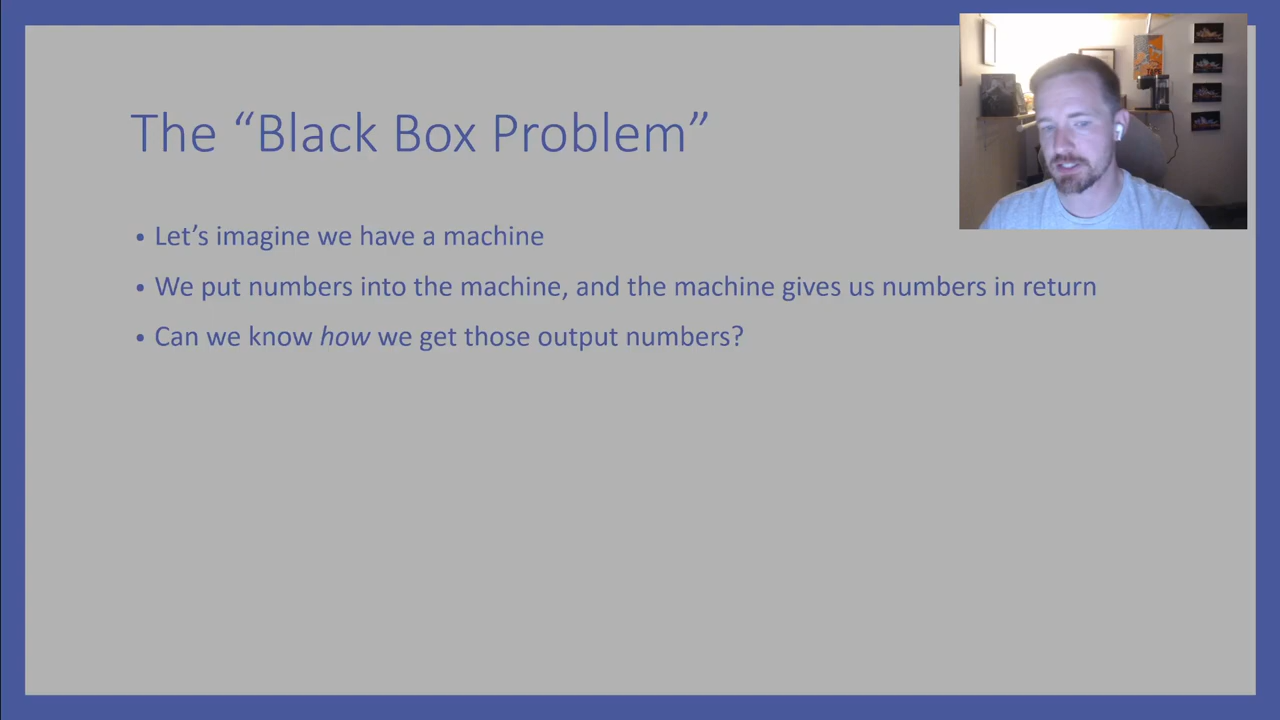 The “Black Box Problem”
• Let’s imagine we have a machine
• We put numbers into the machine, and the machine gives us numbers in return
• Can we know how we get those output numbers?